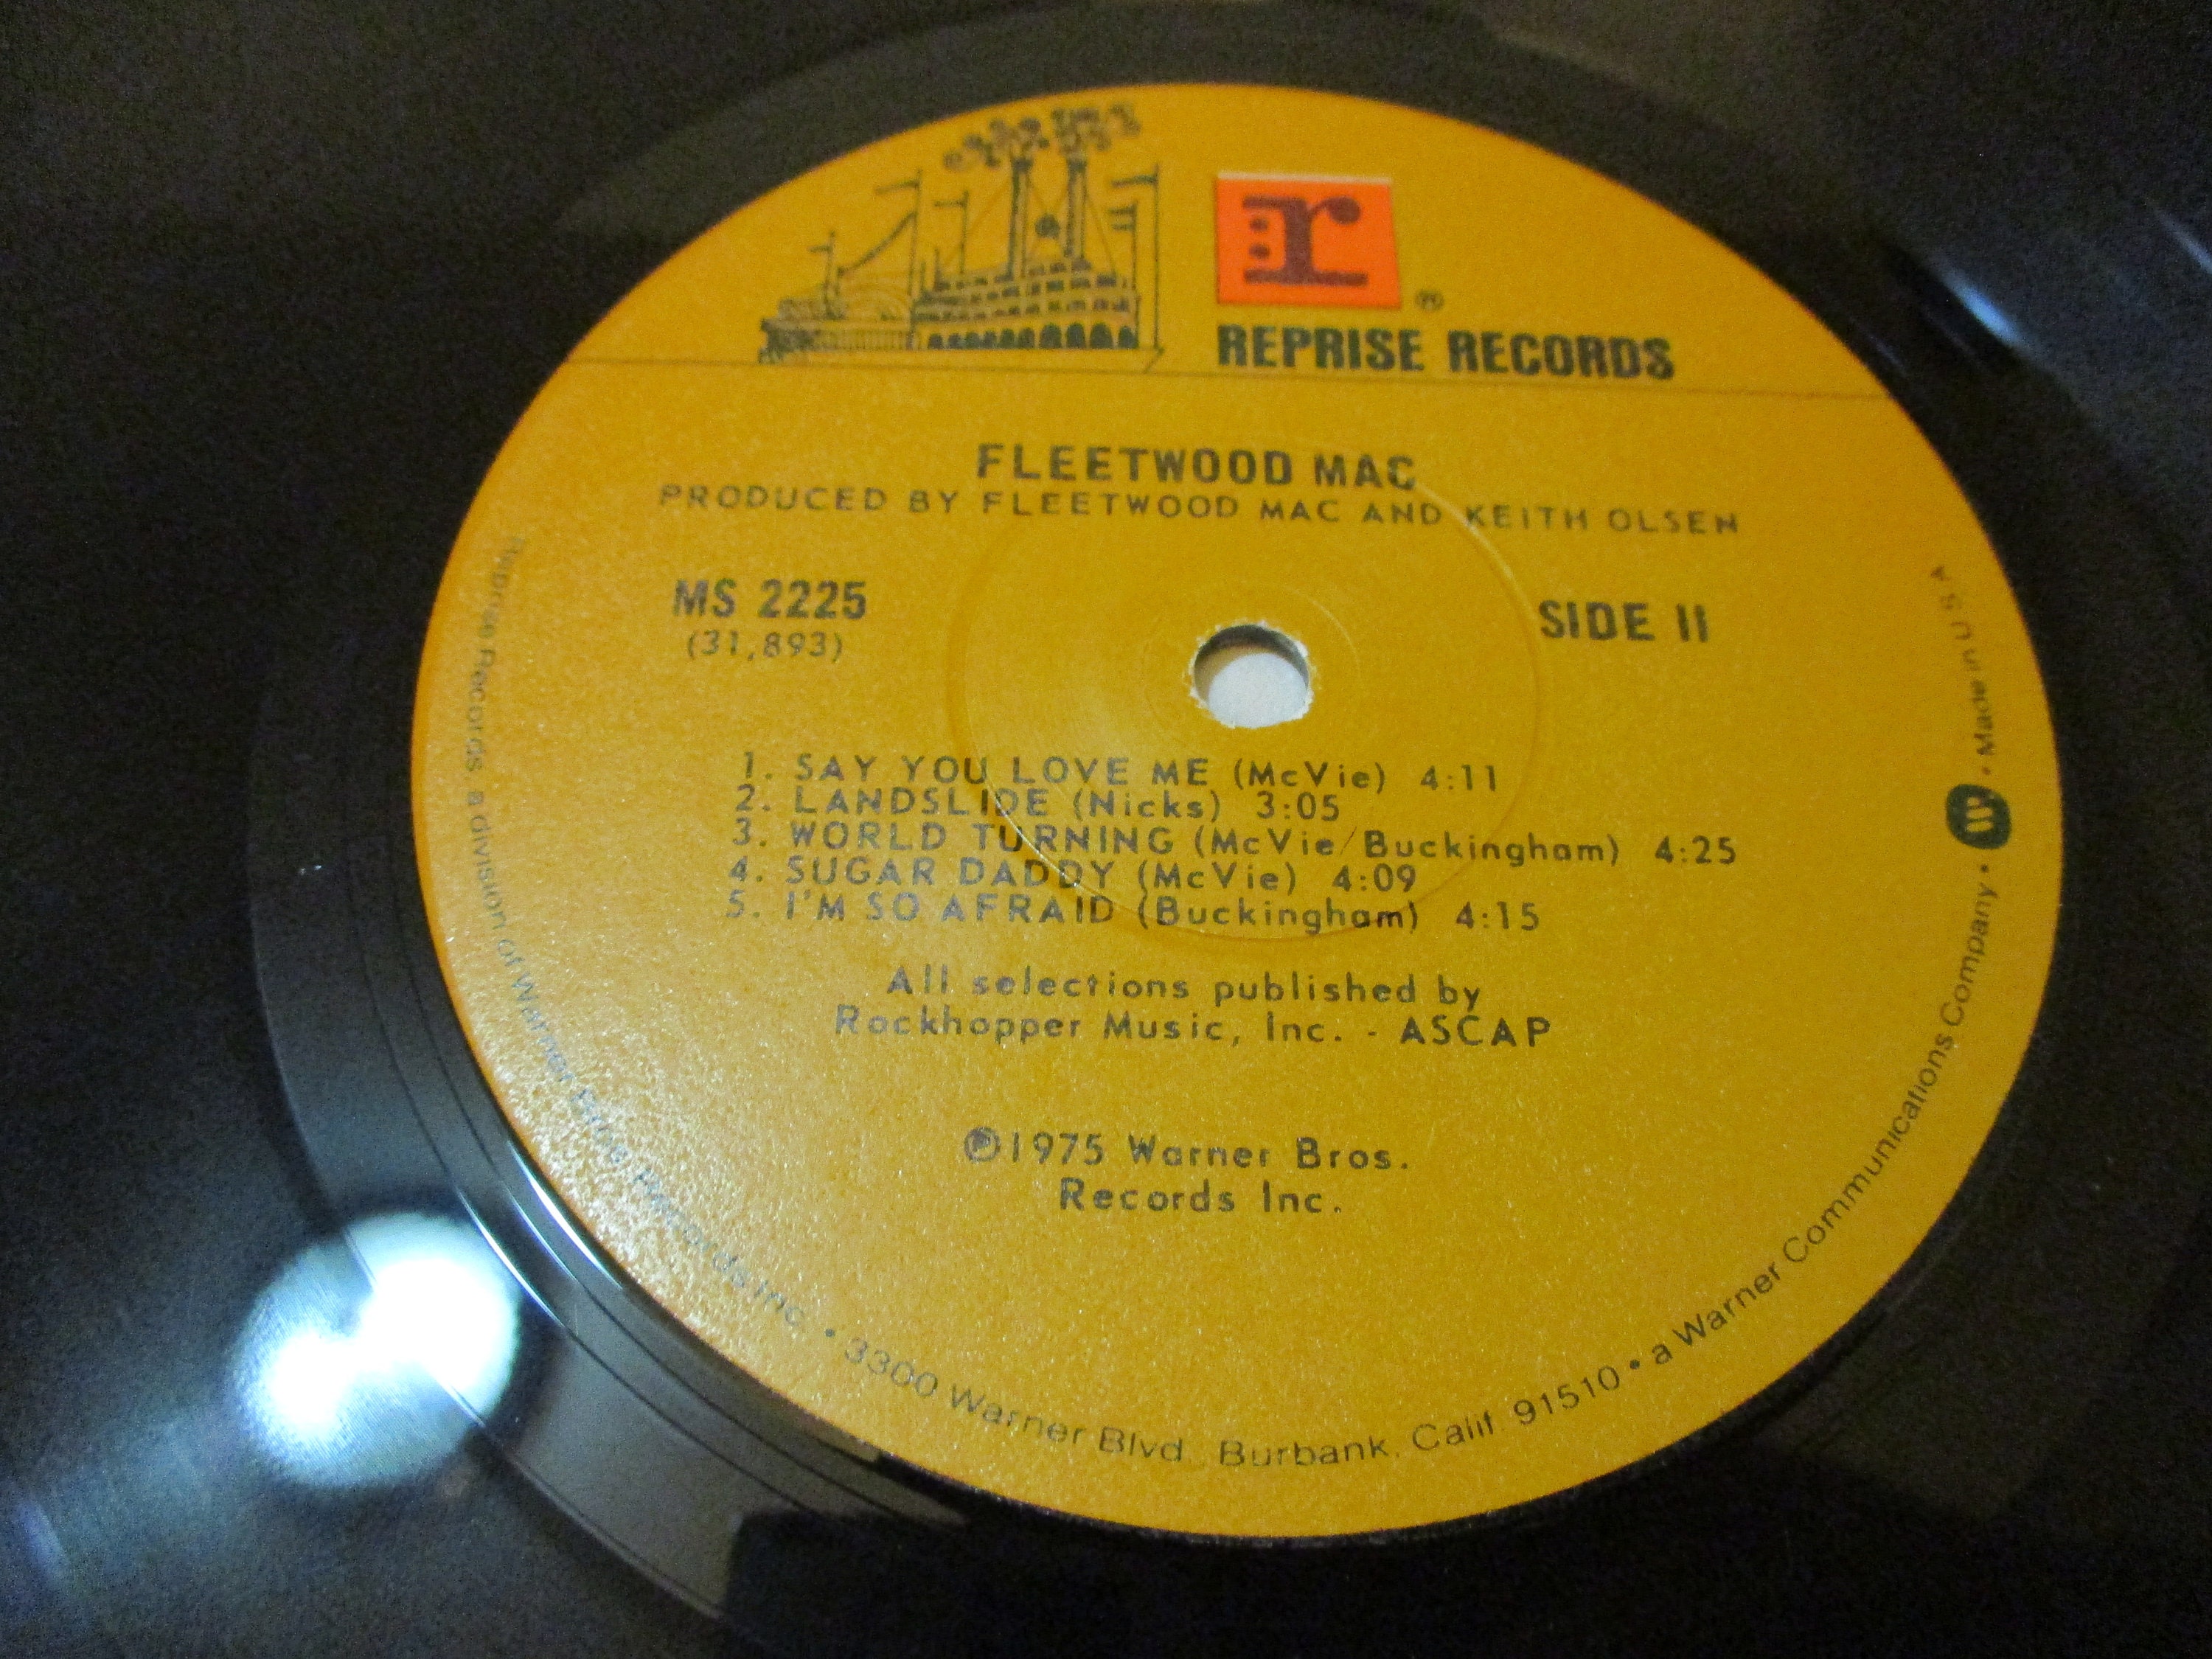 r
®
REPRISE RECORDS
FLEETWOOD MAC
PRODUCED BY FLEETWOOD MAC AND KEITH OLSEN
MS 2225
(31,893)
SIDE II
1. SAY YOU LOVE ME (McVie) 4:11
2. LANDSLIDE (Nicks) 3:05
3. WORLD TURNING (McVie/Buckingham) 4:25
4. SUGAR DADDY (McVie) 4:09
5. I'M SO AFRAID (Buckingham) 4:15
All selections published by
Rockhopper Music, Inc. - ASCAP
℗1975 Warner Bros.
Records Inc.
Reprise Records, a division of Warner Bros. Records Inc. • 3300 Warner Blvd., Burbank, Calif. 91510 • a Warner Communications Company • W • Made in U.S.A.